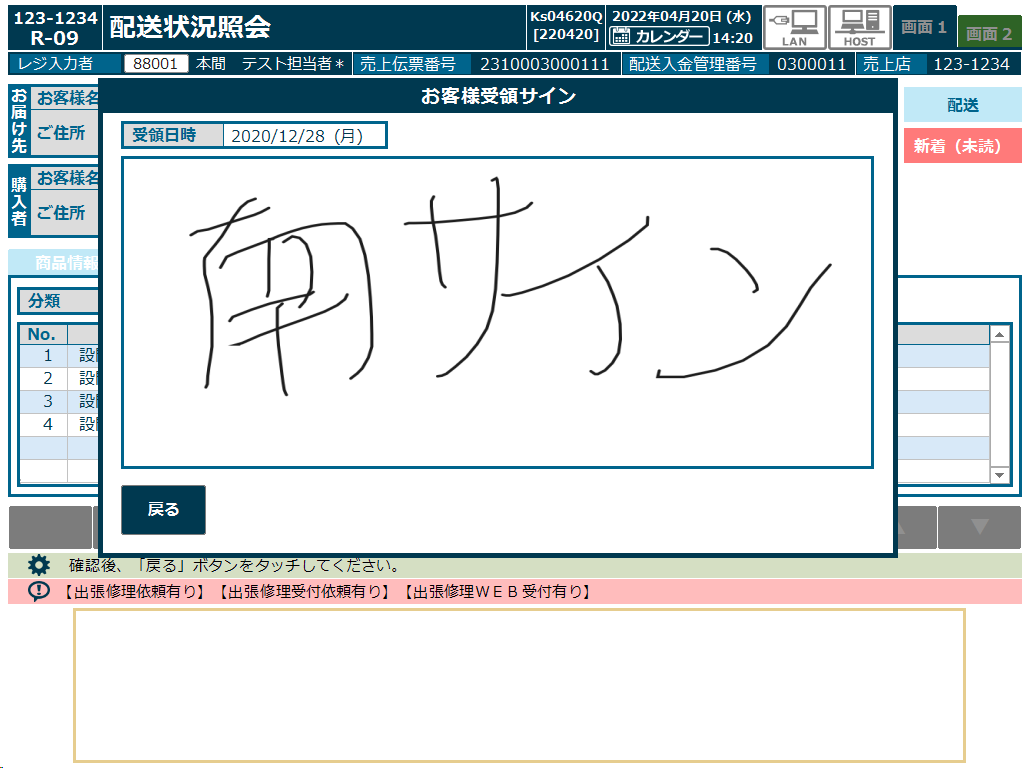 123-1234
R-09
配送状況照会
Ks04620Q
[220420]
2022年04月20日 (水)
カレンダー 14:20
LAN
HOST
画面 1
画面 2
レジ入力者 88001 本間 テスト担当者* 売上伝票番号 2310003000111 配送入金管理番号 0300011 売上店 123-1234
お届け先
お客様名
ご住所
購入者
お客様名
ご住所
お客様受領サイン
受領日時 2020/12/28 (月)
南サイン
戻る
配送
新着（未読）
商品情報
分類
No.
1 設
2 設
3 設
4 設
確認後、「戻る」ボタンをタッチしてください。
【出張修理依頼有り】【出張修理受付依頼有り】【出張修理ＷＥＢ受付有り】